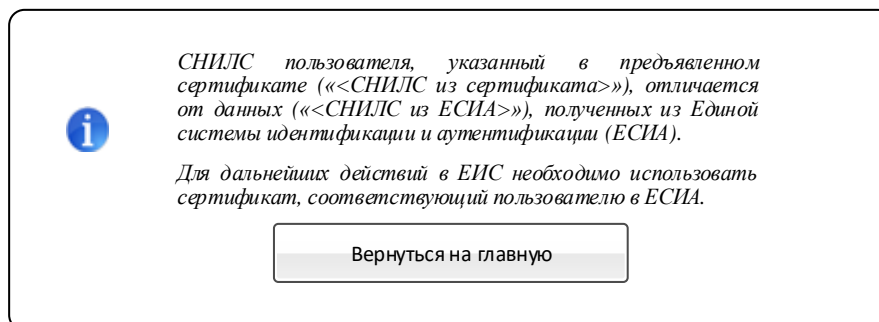 СНИЛС пользователя, указанный в предъявленном
сертификате («<СНИЛС из сертификата>»), отличается
от данных («<СНИЛС из ЕСИА>»), полученных из Единой
системы идентификации и аутентификации (ЕСИА).
Для дальнейших действий в ЕИС необходимо использовать
сертификат, соответствующий пользователю в ЕСИА.
Вернуться на главную